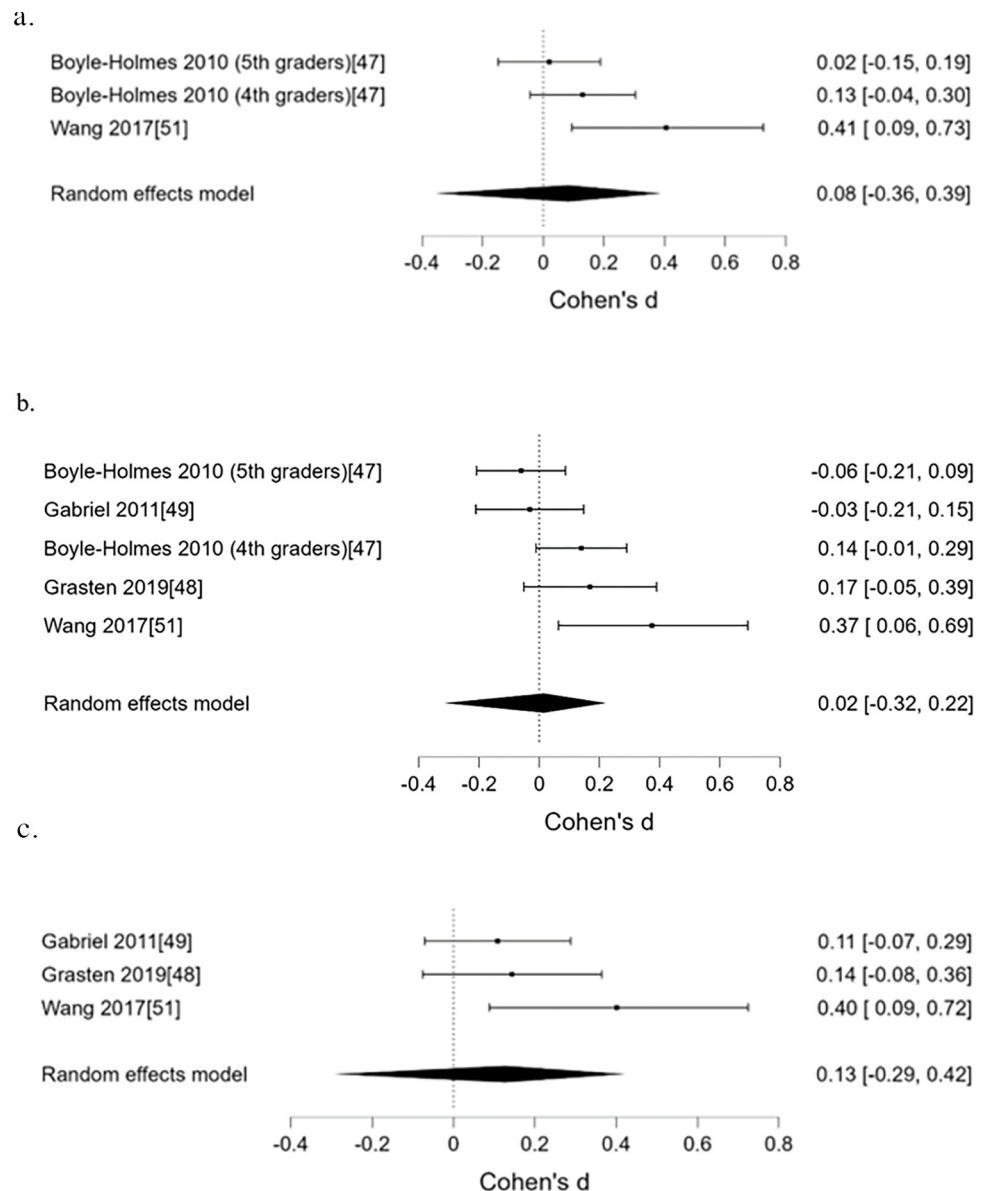 a.
Boyle-Holmes 2010 (5th graders)[47] 0.02 [-0.15, 0.19]
Boyle-Holmes 2010 (4th graders)[47] 0.13 [-0.04, 0.30]
Wang 2017[51] 0.41 [ 0.09, 0.73]
Random effects model 0.08 [-0.36, 0.39]
-0.4 -0.2 0 0.2 0.4 0.6 0.8
Cohen's d
b.
Boyle-Holmes 2010 (5th graders)[47] -0.06 [-0.21, 0.09]
Gabriel 2011[49] -0.03 [-0.21, 0.15]
Boyle-Holmes 2010 (4th graders)[47] 0.14 [-0.01, 0.29]
Grasten 2019[48] 0.17 [-0.05, 0.39]
Wang 2017[51] 0.37 [ 0.06, 0.69]
Random effects model 0.02 [-0.32, 0.22]
-0.4 -0.2 0 0.2 0.4 0.6 0.8
Cohen's d
c.
Gabriel 2011[49] 0.11 [-0.07, 0.29]
Grasten 2019[48] 0.14 [-0.08, 0.36]
Wang 2017[51] 0.40 [ 0.09, 0.72]
Random effects model 0.13 [-0.29, 0.42]
-0.4 -0.2 0 0.2 0.4 0.6 0.8
Cohen's d